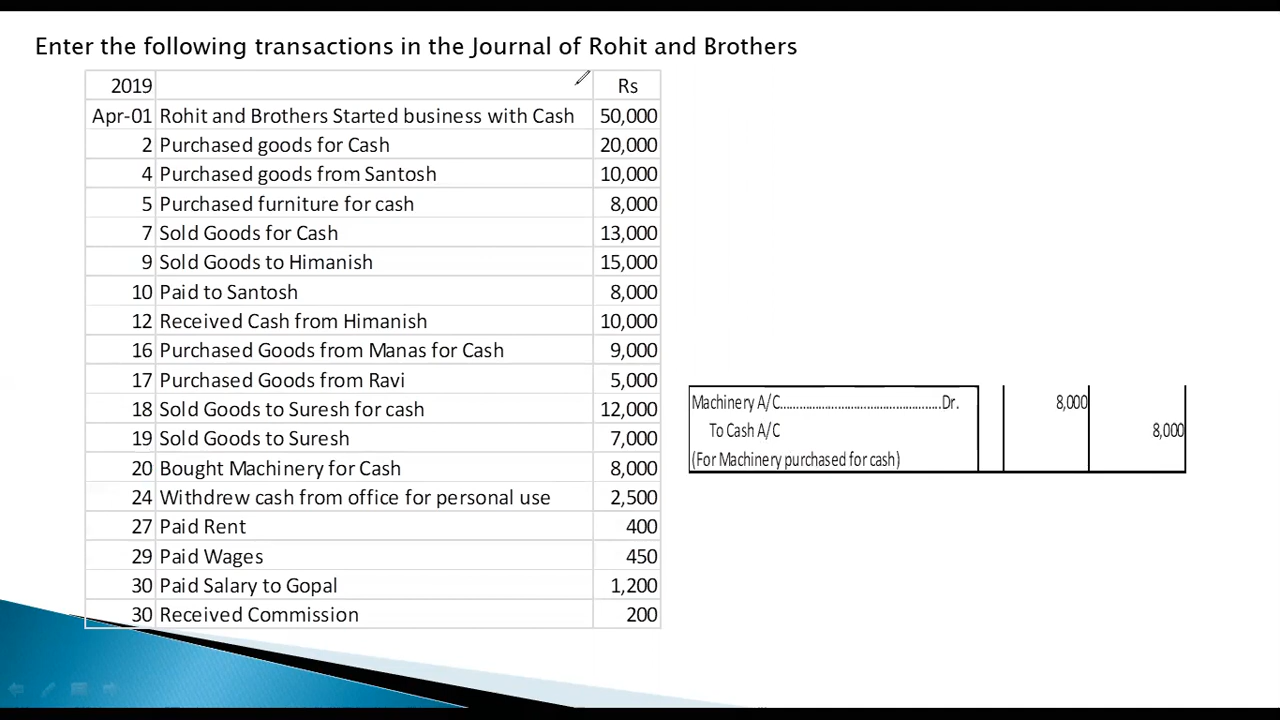 Enter the following transactions in the Journal of Rohit and Brothers
2019 Rs
Apr-01 Rohit and Brothers Started business with Cash 50,000
2 Purchased goods for Cash 20,000
4 Purchased goods from Santosh 10,000
5 Purchased furniture for cash 8,000
7 Sold Goods for Cash 13,000
9 Sold Goods to Himanish 15,000
10 Paid to Santosh 8,000
12 Received Cash from Himanish 10,000
16 Purchased Goods from Manas for Cash 9,000
17 Purchased Goods from Ravi 5,000
18 Sold Goods to Suresh for cash 12,000
19 Sold Goods to Suresh 7,000
20 Bought Machinery for Cash 8,000
24 Withdrew cash from office for personal use 2,500
27 Paid Rent 400
29 Paid Wages 450
30 Paid Salary to Gopal 1,200
30 Received Commission 200
Machinery A/C................................................Dr. 8,000
To Cash A/C 8,000
(For Machinery purchased for cash)